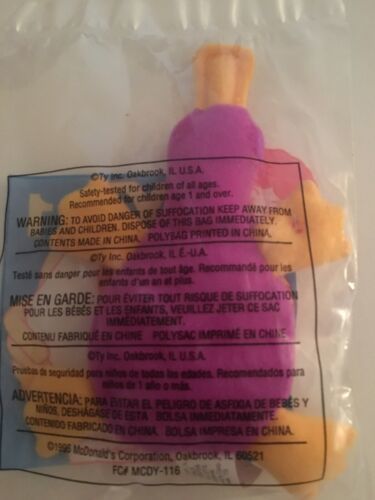 ©Ty Inc. Oakbrook, IL U.S.A.
Safety-tested for children of all ages.
Recommended for children age 1 and over.
WARNING: TO AVOID DANGER OF SUFFOCATION KEEP AWAY FROM
BABIES AND CHILDREN. DISPOSE OF THIS BAG IMMEDIATELY.
CONTENTS MADE IN CHINA. POLYBAG PRINTED IN CHINA.
©Ty Inc. Oakbrook, IL É.-U.A.
Testé sans danger pour les enfants de tout âge. Recommandé pour les
enfants d'un an et plus.
MISE EN GARDE: POUR ÉVITER TOUT RISQUE DE SUFFOCATION
POUR LES BÉBÉS ET LES ENFANTS, VEUILLEZ JETER CE SAC
IMMÉDIATEMENT.
CONTENU FABRIQUÉ EN CHINE POLYSAC IMPRIMÉ EN CHINE
©Ty Inc. Oakbrook, IL U.S.A.
Pruebas de seguridad para niños de todas las edades. Recomendados para
niños de 1 año o más.
ADVERTENCIA: PARA EVITAR EL PELIGRO DE ASFIXIA DE BEBÉS Y
NIÑOS, DESHÁGASE DE ESTA BOLSA INMEDIATAMENTE.
CONTENIDO FABRICADO EN CHINA. BOLSA IMPRESA EN CHINA.
©1996 McDonald's Corporation, Oakbrook, IL 60521
FC# MCDY-116